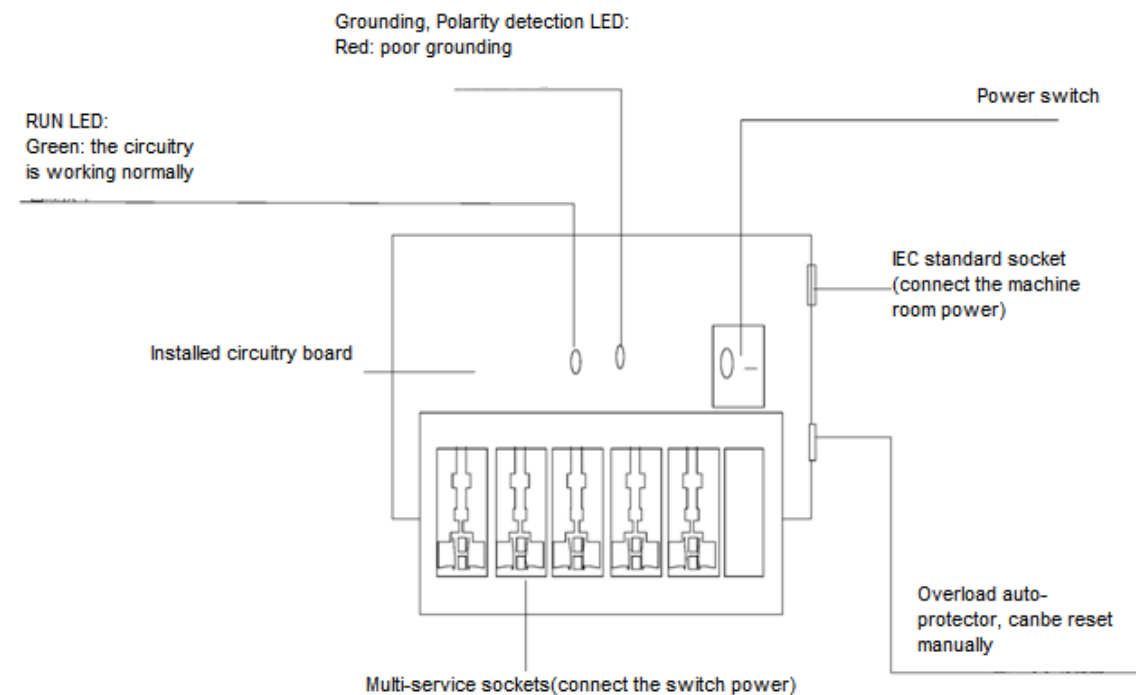 Grounding, Polarity detection LED:
Red: poor grounding
Power switch
RUN LED:
Green: the circuitry
is working normally
IEC standard socket
(connect the machine
room power)
Installed circuitry board
Overload auto-
protector, canbe reset
manually
Multi-service sockets(connect the switch power)